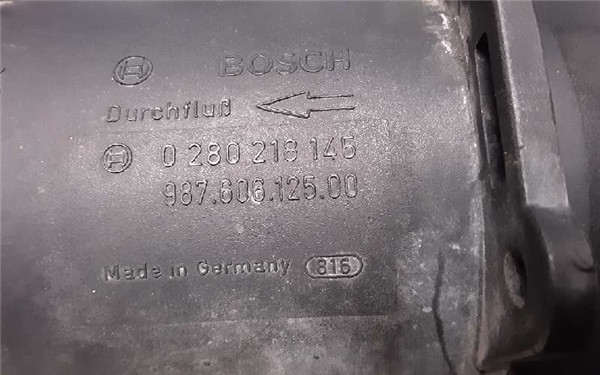 BOSCH
Durchfluß
0 280 218 145
987.606.125.00
Made in Germany 816